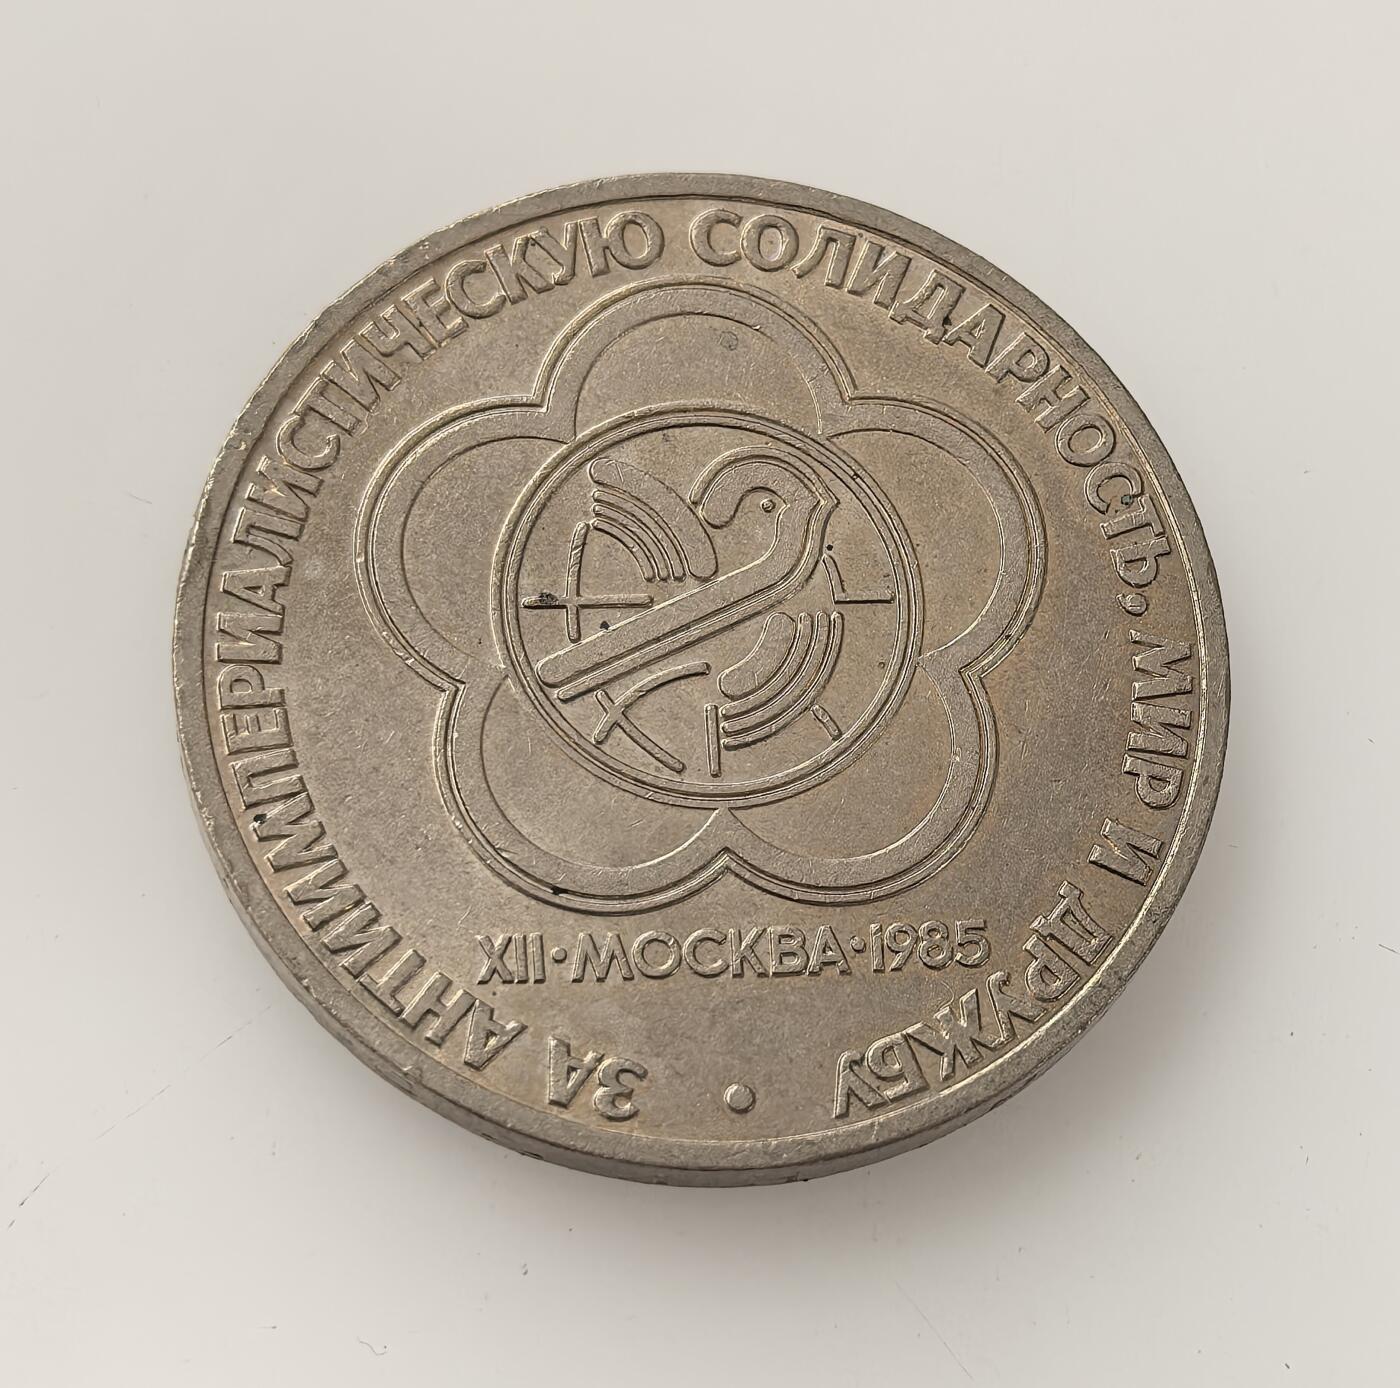 ЗА АНТИИМПЕРИАЛИСТИЧЕСКУЮ СОЛИДАРНОСТЬ, МИР И ДРУЖБУ •
XII•МОСКВА•1985